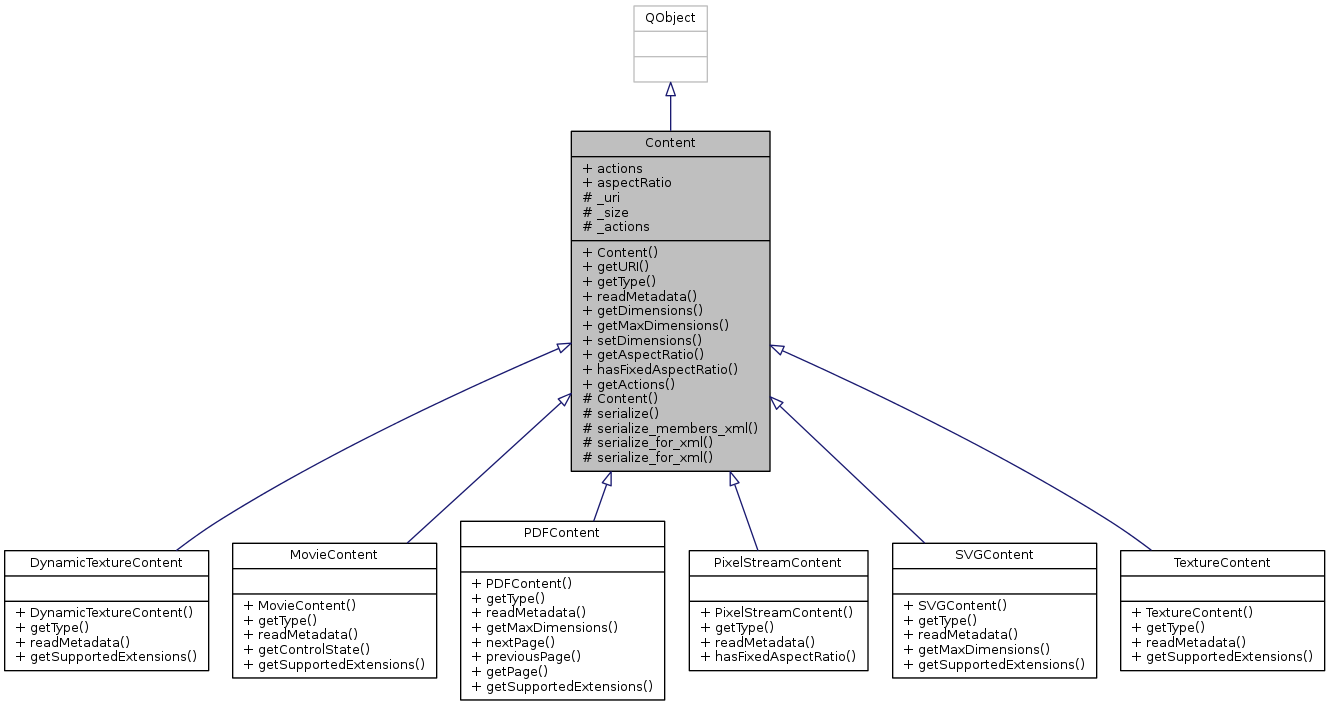 QObject
Content
+ actions
+ aspectRatio
# _uri
# _size
# _actions
+ Content()
+ getURI()
+ getType()
+ readMetadata()
+ getDimensions()
+ getMaxDimensions()
+ setDimensions()
+ getAspectRatio()
+ hasFixedAspectRatio()
+ getActions()
# Content()
# serialize()
# serialize_members_xml()
# serialize_for_xml()
# serialize_for_xml()
DynamicTextureContent
+ DynamicTextureContent()
+ getType()
+ readMetadata()
+ getSupportedExtensions()
MovieContent
+ MovieContent()
+ getType()
+ readMetadata()
+ getControlState()
+ getSupportedExtensions()
PDFContent
+ PDFContent()
+ getType()
+ readMetadata()
+ getMaxDimensions()
+ nextPage()
+ previousPage()
+ getPage()
+ getSupportedExtensions()
PixelStreamContent
+ PixelStreamContent()
+ getType()
+ readMetadata()
+ hasFixedAspectRatio()
SVGContent
+ SVGContent()
+ getType()
+ readMetadata()
+ getMaxDimensions()
+ getSupportedExtensions()
TextureContent
+ TextureContent()
+ getType()
+ readMetadata()
+ getSupportedExtensions()